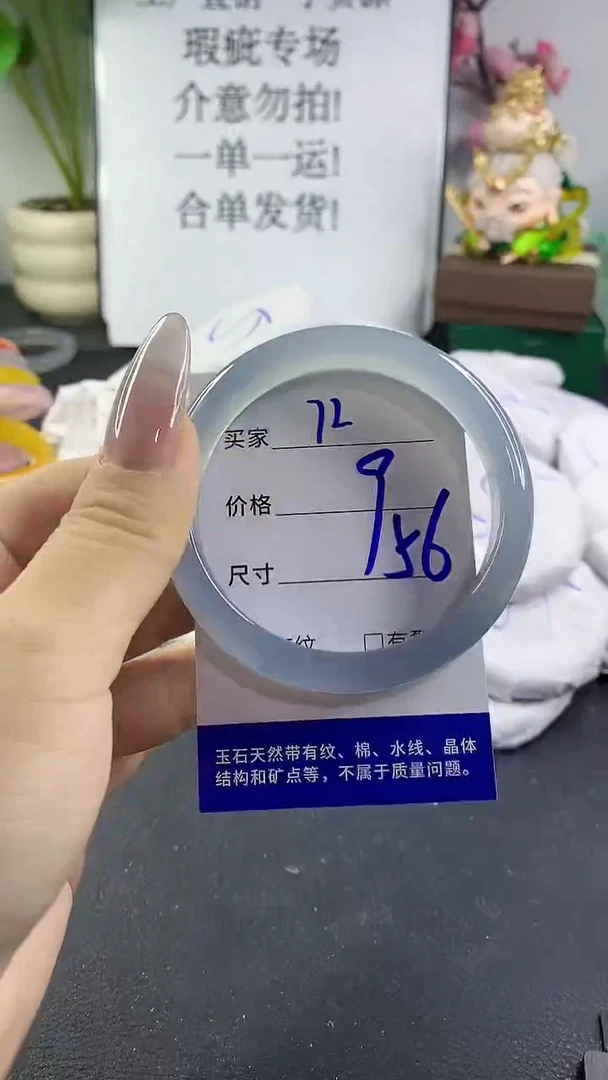 瑕疵专场
介意勿拍!
一单一运!
合单发货!
买家 72
价格 9
尺寸 56
纹 □有
玉石天然带有纹、棉、水线、晶体
结构和矿点等，不属于质量问题。